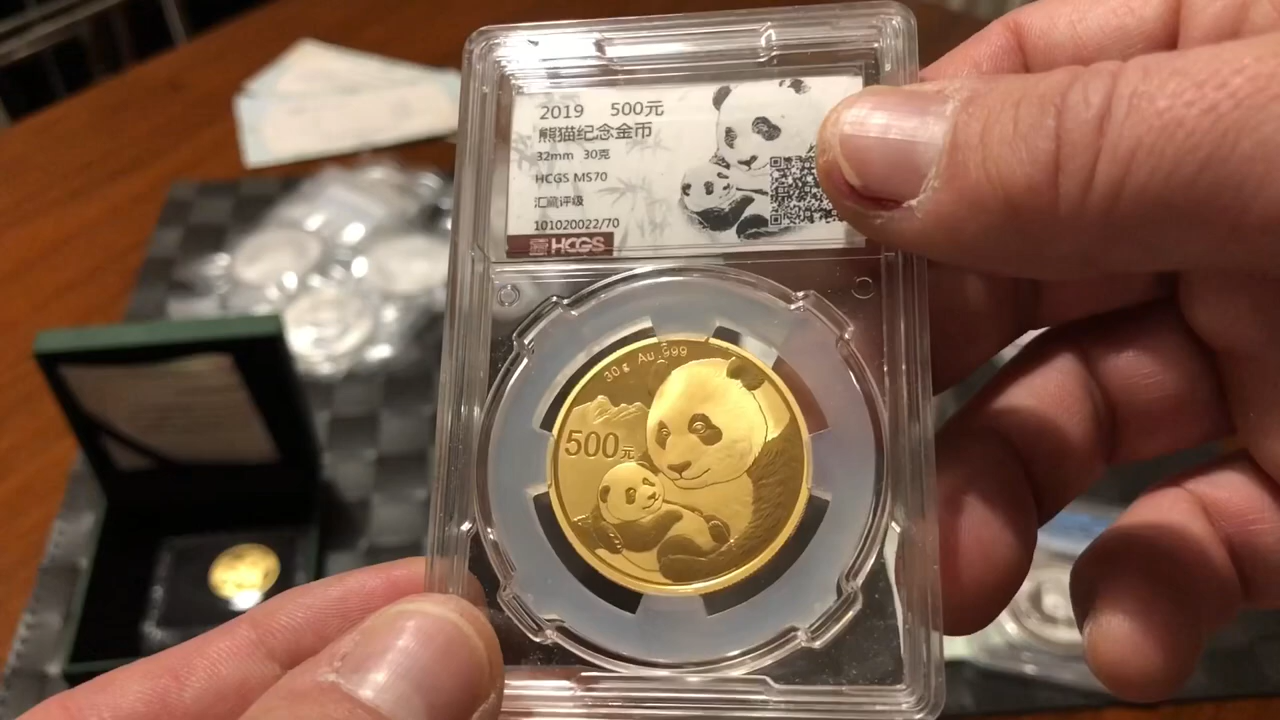 2019 500元
熊猫纪念金币
32mm 30克
HCGS MS70
汇藏评级
101020022/70
HCGS
30g Au.999
500元